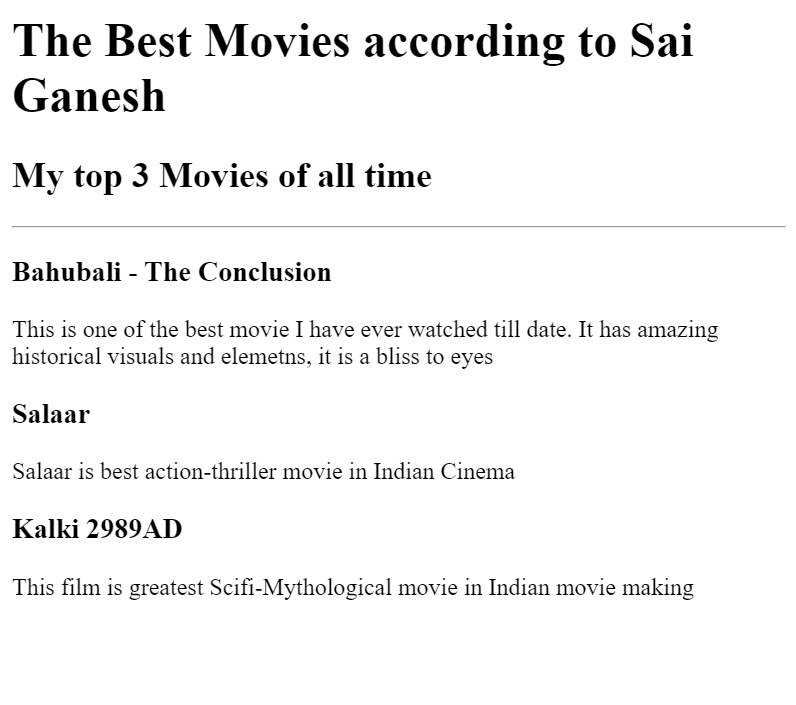 The Best Movies according to Sai
Ganesh
My top 3 Movies of all time
Bahubali - The Conclusion
This is one of the best movie I have ever watched till date. It has amazing
historical visuals and elemetns, it is a bliss to eyes
Salaar
Salaar is best action-thriller movie in Indian Cinema
Kalki 2989AD
This film is greatest Scifi-Mythological movie in Indian movie making